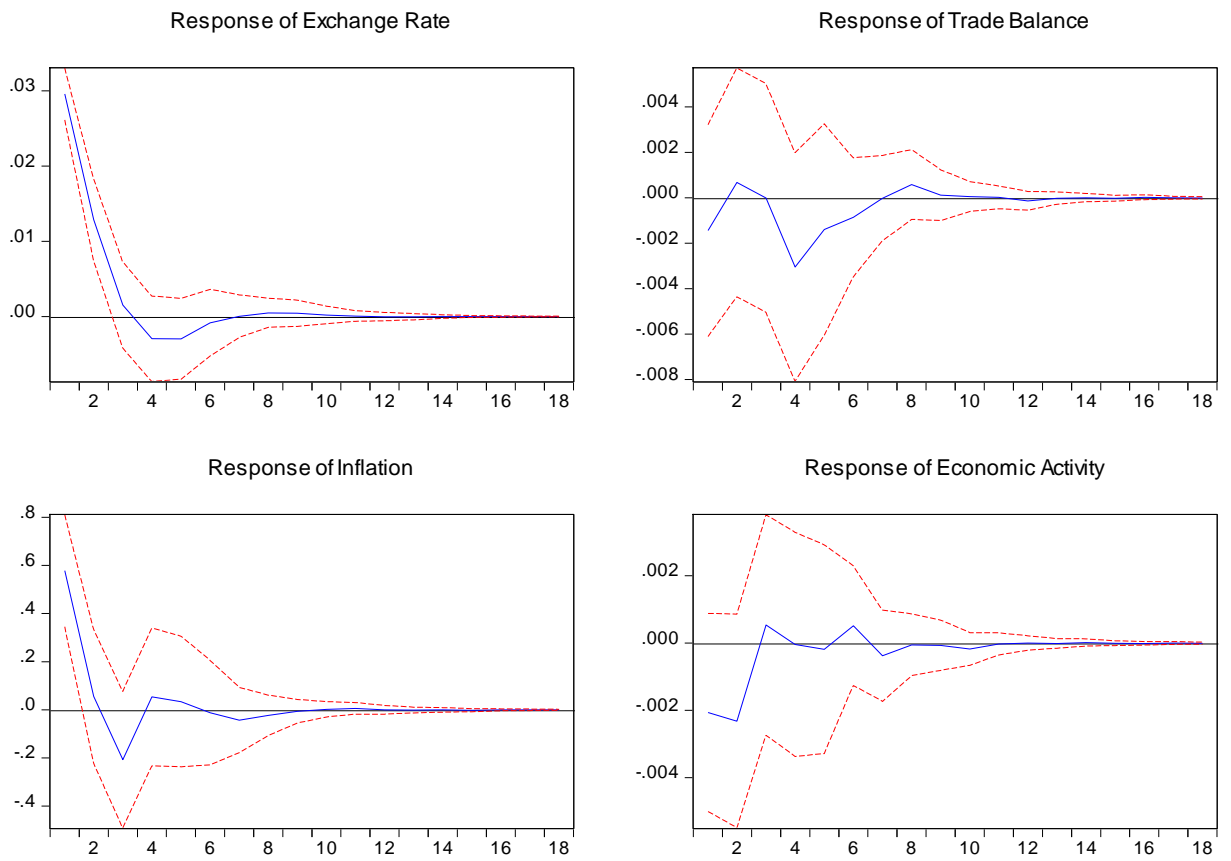 Response of Exchange Rate
.03
.02
.01
.00
2 4 6 8 10 12 14 16 18
Response of Trade Balance
.004
.002
.000
-.002
-.004
-.006
-.008
2 4 6 8 10 12 14 16 18
Response of Inflation
.8
.6
.4
.2
.0
-.2
-.4
2 4 6 8 10 12 14 16 18
Response of Economic Activity
.002
.000
-.002
-.004
2 4 6 8 10 12 14 16 18